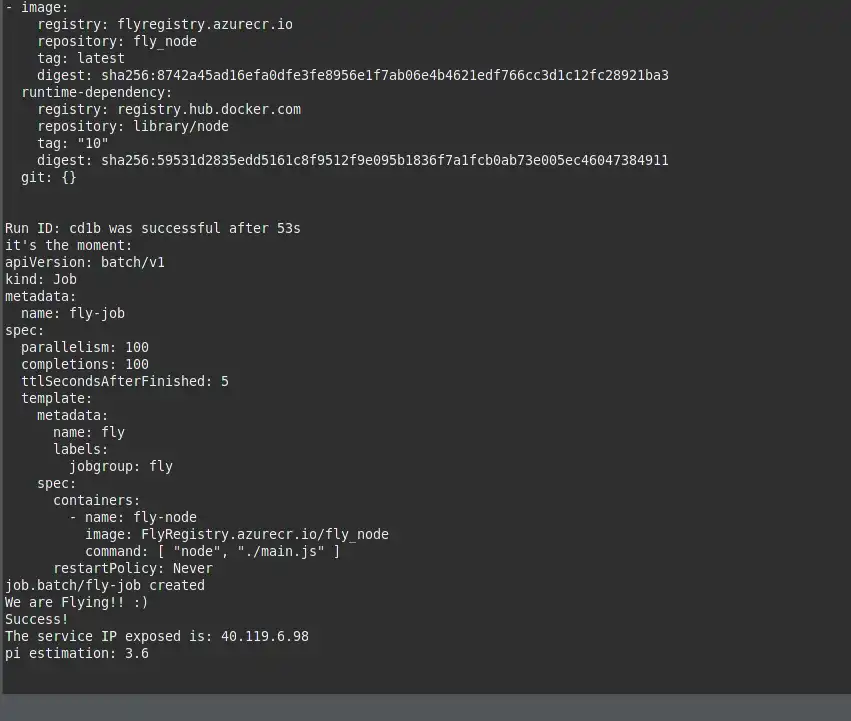 - image:
    registry: flyregistry.azurecr.io
    repository: fly_node
    tag: latest
    digest: sha256:8742a45ad16efa0dfe3fe8956e1f7ab06e4b4621edf766cc3d1c12fc28921ba3
  runtime-dependency:
    registry: registry.hub.docker.com
    repository: library/node
    tag: "10"
    digest: sha256:59531d2835edd5161c8f9512f9e095b1836f7a1fcb0ab73e005ec46047384911
  git: {}
Run ID: cd1b was successful after 53s
it's the moment:
apiVersion: batch/v1
kind: Job
metadata:
  name: fly-job
spec:
  parallelism: 100
  completions: 100
  ttlSecondsAfterFinished: 5
  template:
    metadata:
      name: fly
      labels:
        jobgroup: fly
    spec:
      containers:
        - name: fly-node
          image: FlyRegistry.azurecr.io/fly_node
          command: [ "node", "./main.js" ]
      restartPolicy: Never
job.batch/fly-job created
We are Flying!! :)
Success!
The service IP exposed is: 40.119.6.98
pi estimation: 3.6